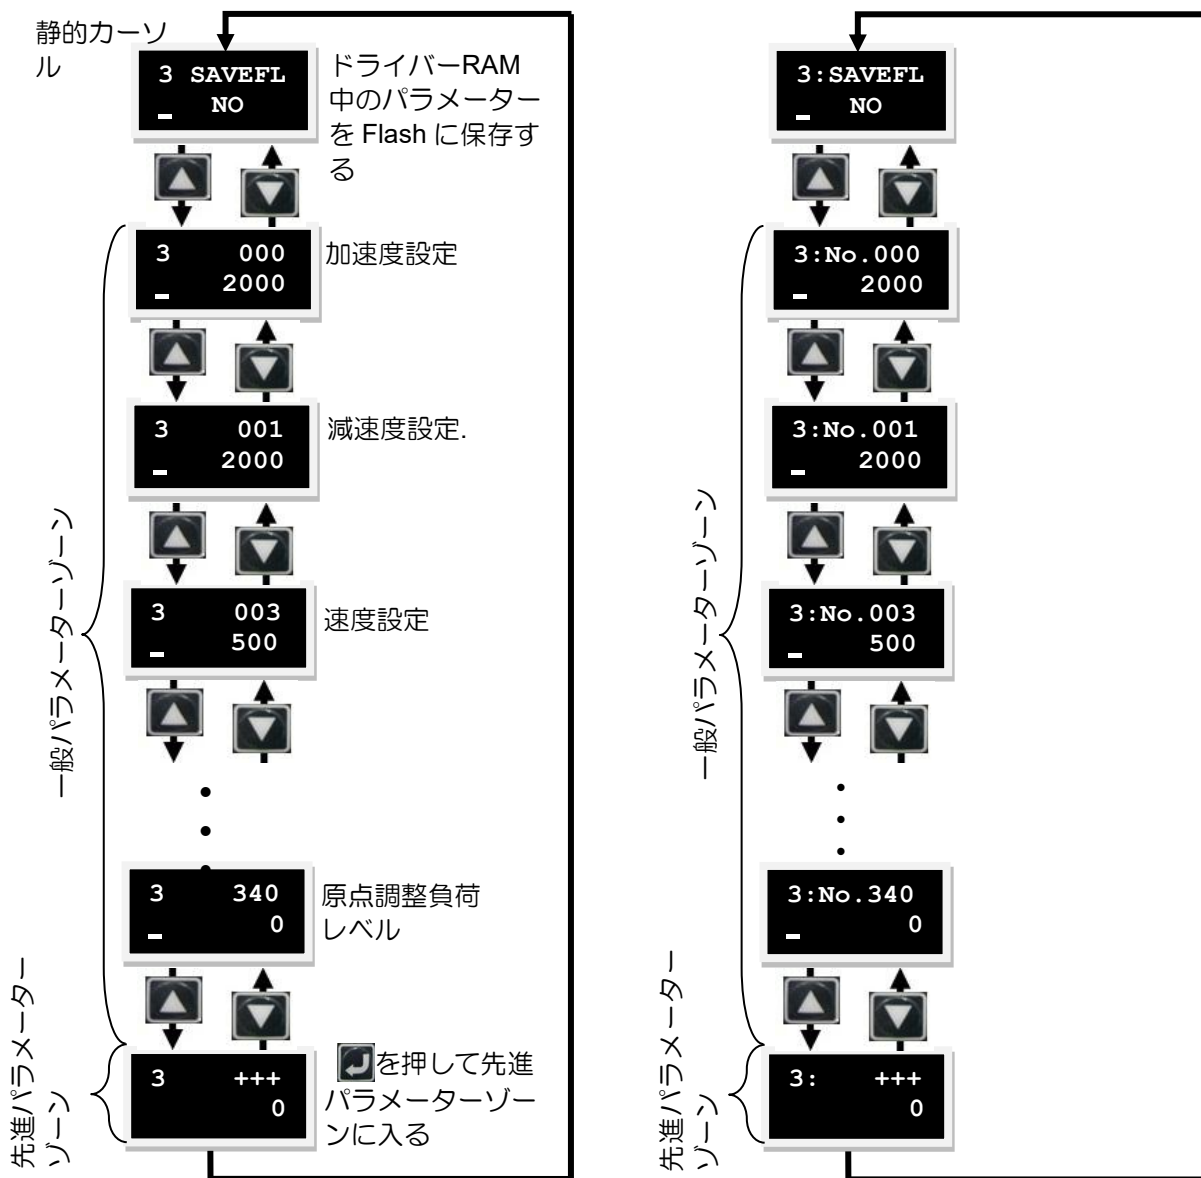 静的カーソ
ル
3 SAVEFL
NO
ドライバーRAM
中のパラメーター
を Flash に保存す
る
3 000
2000
加速度設定
3 001
2000
減速度設定.
3 003
500
速度設定
一般パラメーターゾーン
3 340
0
原点調整負荷
レベル
3 +++
0
を押して先進
パラメーターゾー
ンに入る
先進パラメーター
ゾーン
3:SAVEFL
NO
3:No.000
2000
3:No.001
2000
3:No.003
500
一般パラメーターゾーン
3:No.340
0
3: +++
0
先進パラメーター
ゾーン